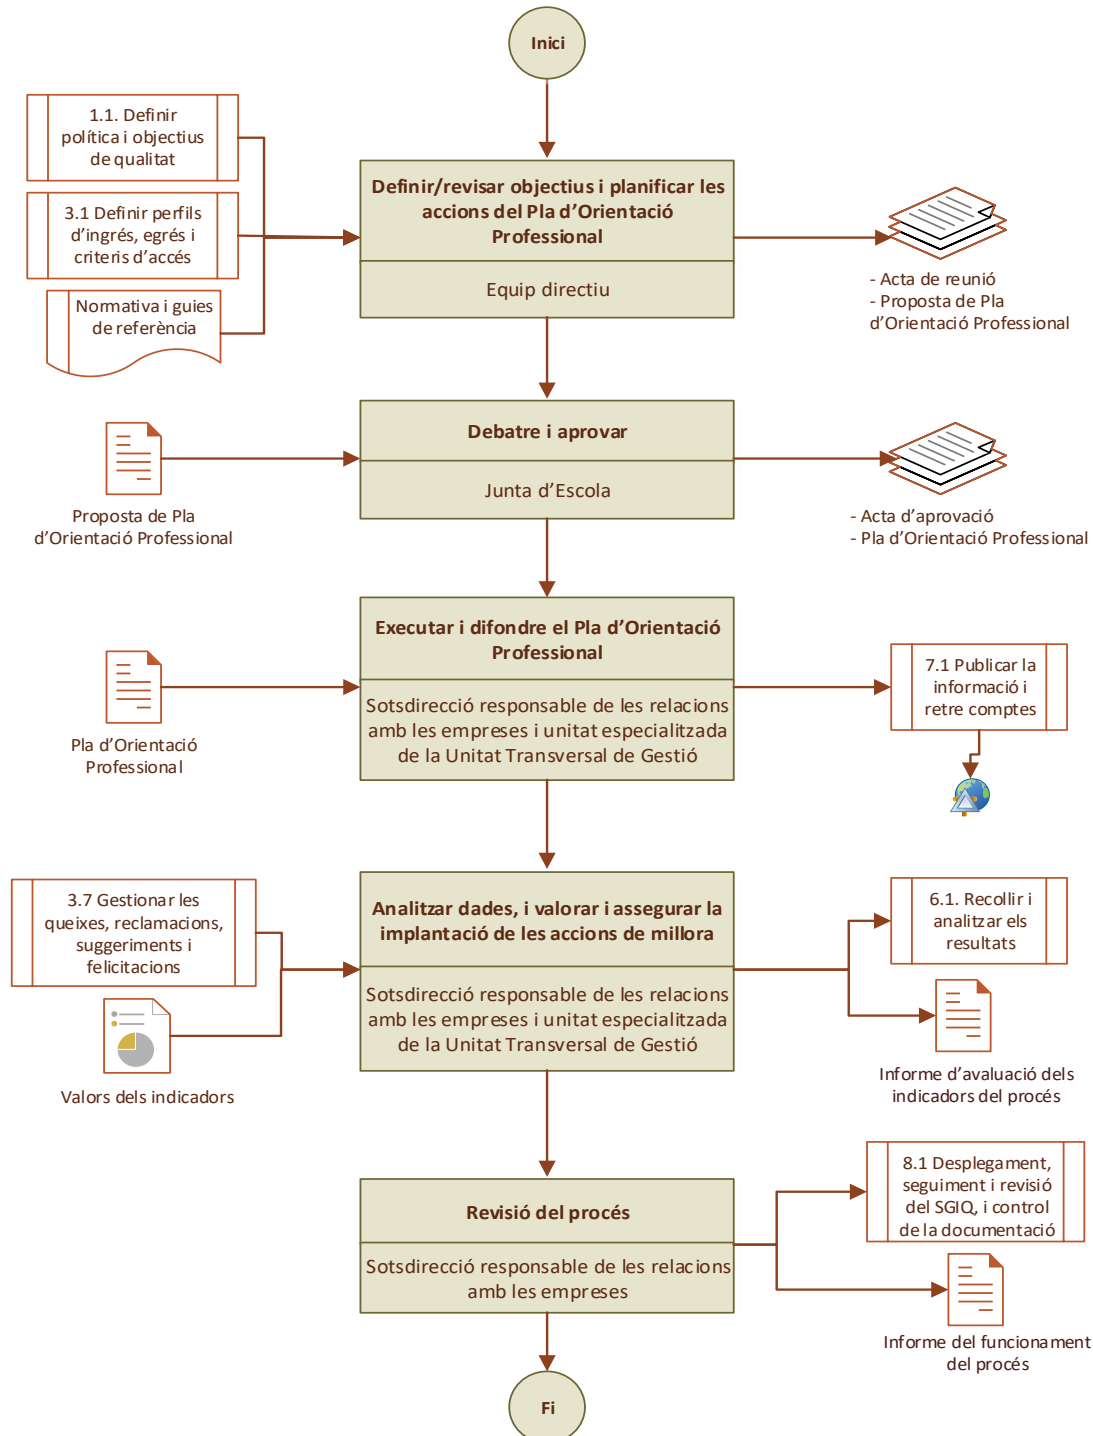 Inici
1.1. Definir
política i objectius
de qualitat
3.1 Definir perfils
d'ingrés, egrés i
criteris d'accés
Normativa i guies
de referència
Definir/revisar objectius i planificar les
accions del Pla d'Orientació
Professional
Equip directiu
- Acta de reunió
- Proposta de Pla
d'Orientació Professional
Proposta de Pla
d'Orientació Professional
Debatre i aprovar
Junta d'Escola
- Acta d'aprovació
- Pla d'Orientació Professional
Pla d'Orientació
Professional
Executar i difondre el Pla d'Orientació
Professional
Sotsdirecció responsable de les relacions
amb les empreses i unitat especialitzada
de la Unitat Transversal de Gestió
7.1 Publicar la
informació i
retre comptes
3.7 Gestionar les
queixes, reclamacions,
suggeriments i
felicitacions
Valors dels indicadors
Analitzar dades, i valorar i assegurar la
implantació de les accions de millora
Sotsdirecció responsable de les relacions
amb les empreses i unitat especialitzada
de la Unitat Transversal de Gestió
6.1. Recollir i
analitzar els
resultats
Informe d'avaluació dels
indicadors del procés
Revisió del procés
Sotsdirecció responsable de les relacions
amb les empreses
8.1 Desplegament,
seguiment i revisió
del SGIQ, i control
de la documentació
Informe del funcionament
del procés
Fi